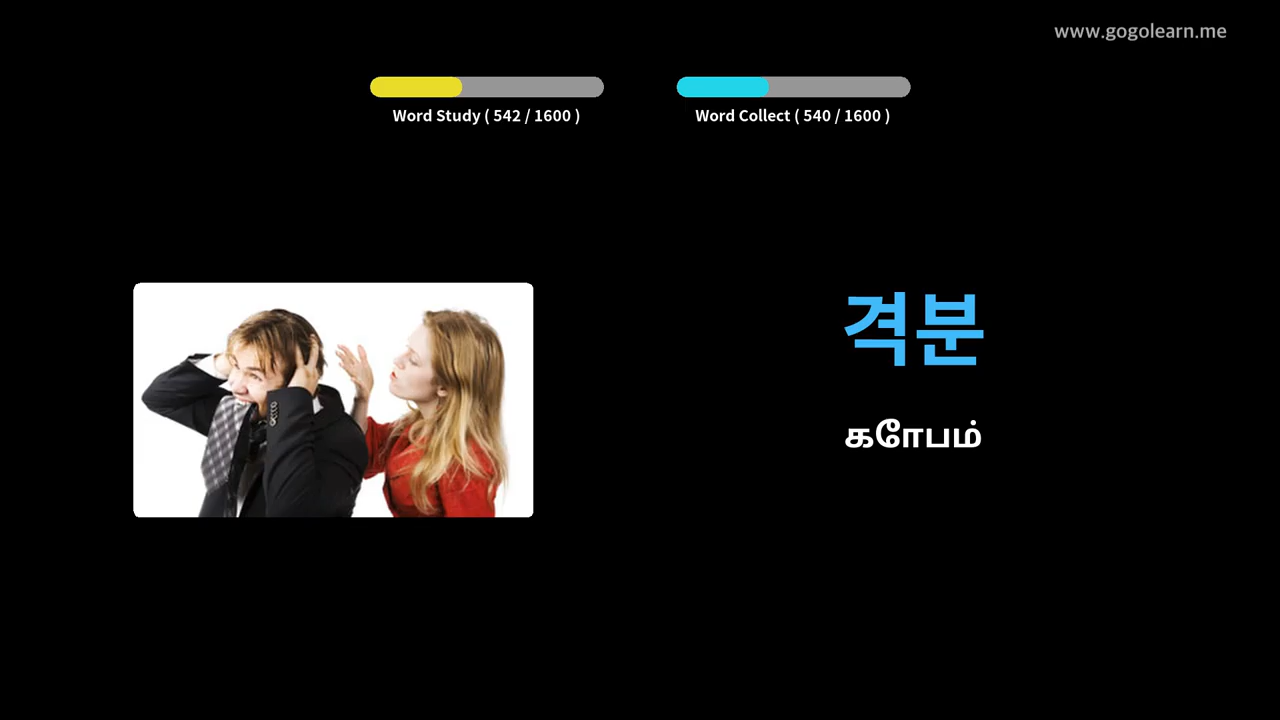 www.gogolearn.me
Word Study ( 542 / 1600 )
Word Collect ( 540 / 1600 )
격분
கோபம்